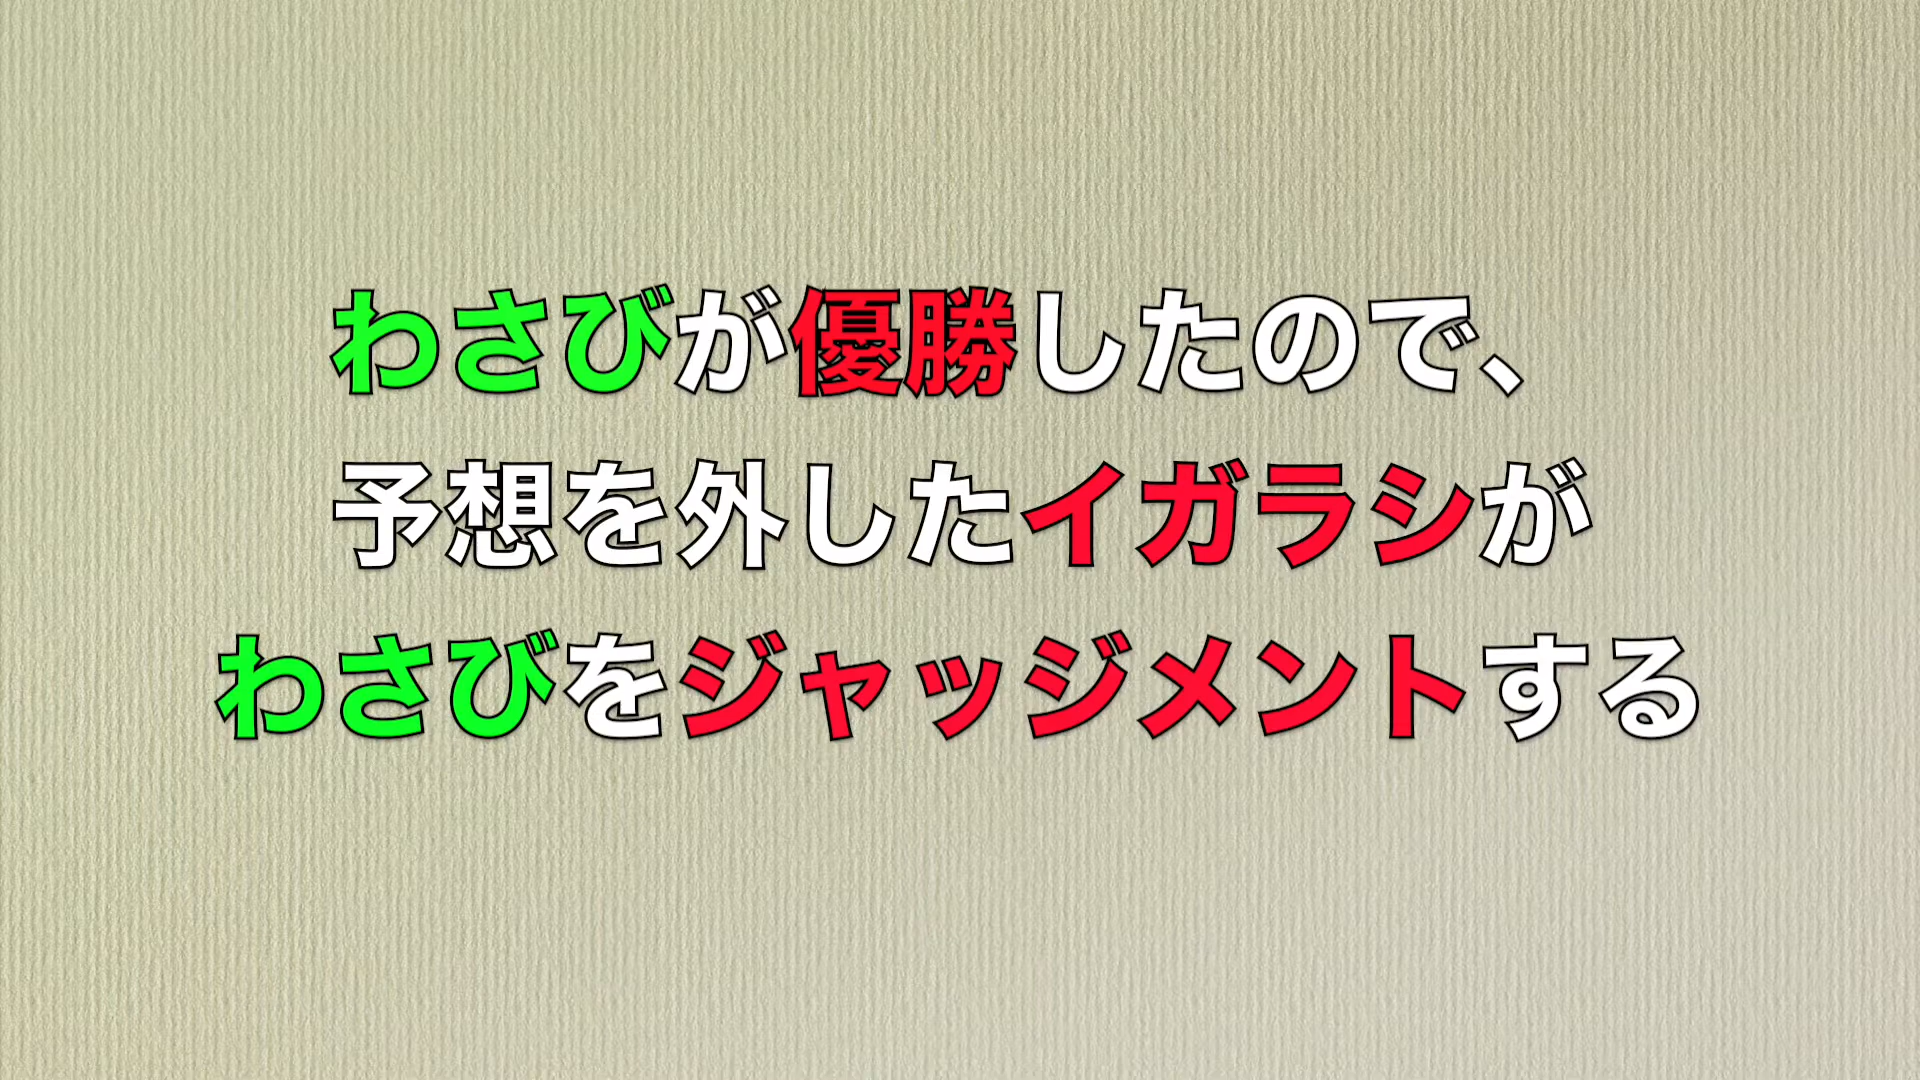 わさびが優勝したので、
予想を外したイガラシが
わさびをジャッジメントする